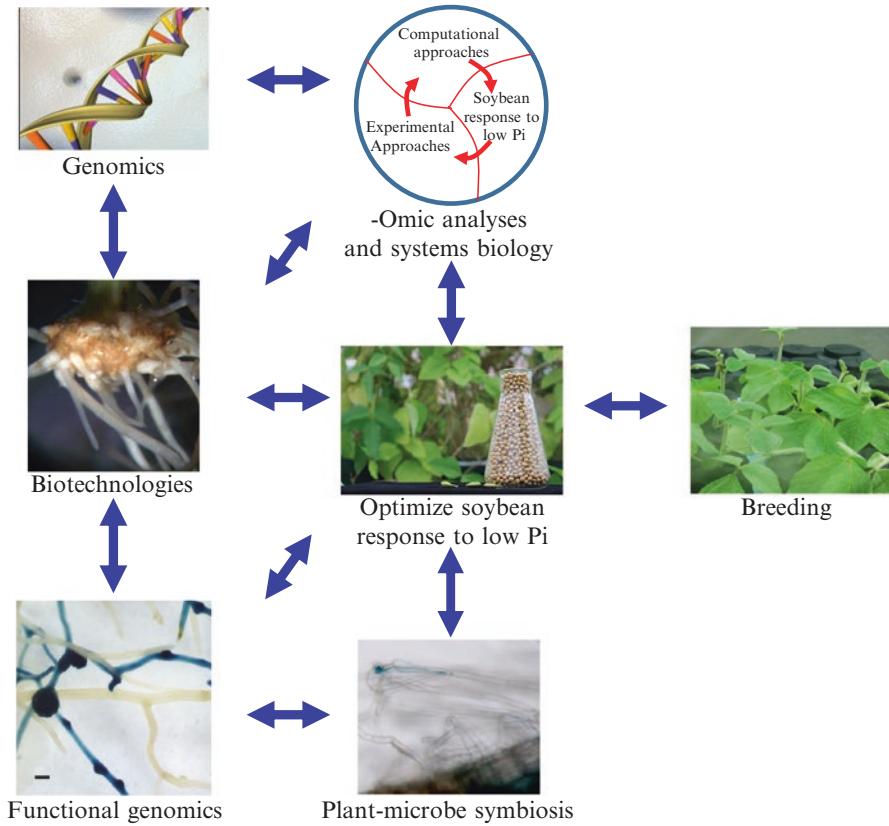 Computational
approaches
Soybean
response to
low Pi
Experimental
Approaches
Genomics
-Omic analyses
and systems biology
Biotechnologies
Optimize soybean
response to low Pi
Breeding
Functional genomics
Plant-microbe symbiosis